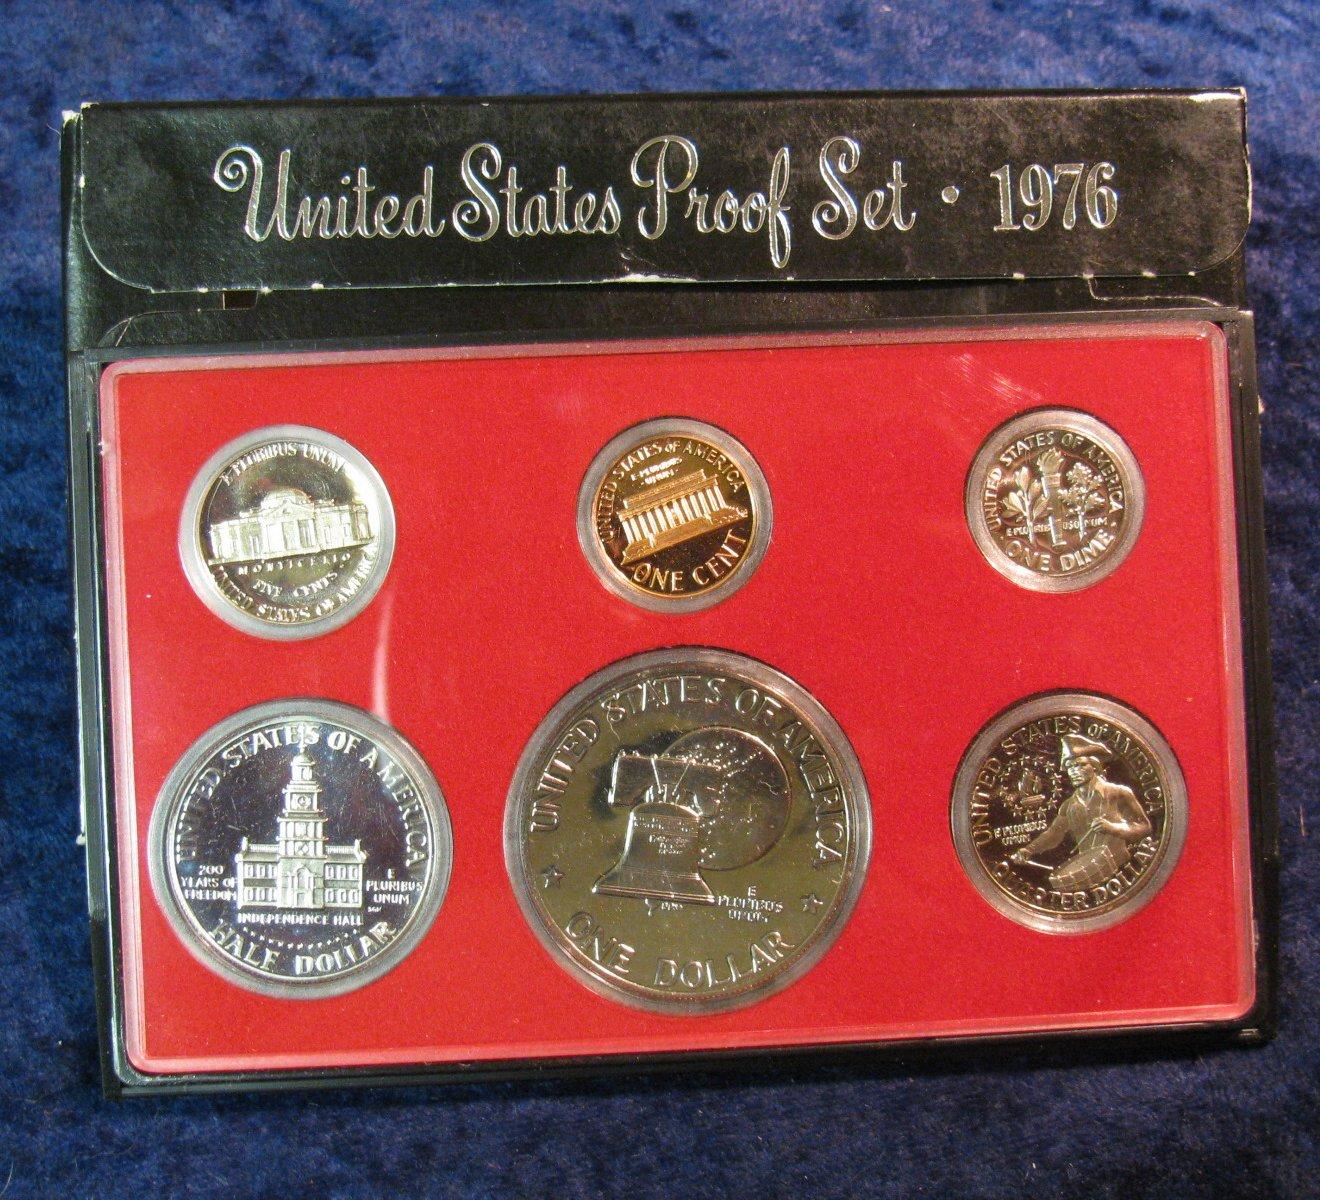 United States Proof Set · 1976
E PLURIBUS UNUM
MONTICELLO
FIVE CENTS
UNITED STATES OF AMERICA
UNITED STATES OF AMERICA
E PLURIBUS
UNUM
ONE CENT
UNITED STATES OF AMERICA
ONE DIME
UNITED STATES OF AMERICA
200
YEARS OF
FREEDOM
E
PLURIBUS
UNUM
INDEPENDENCE HALL
HALF DOLLAR
UNITED STATES OF AMERICA
E
PLURIBUS
UNUM
ONE DOLLAR
UNITED STATES OF AMERICA
E PLURIBUS
UNUM
QUARTER DOLLAR